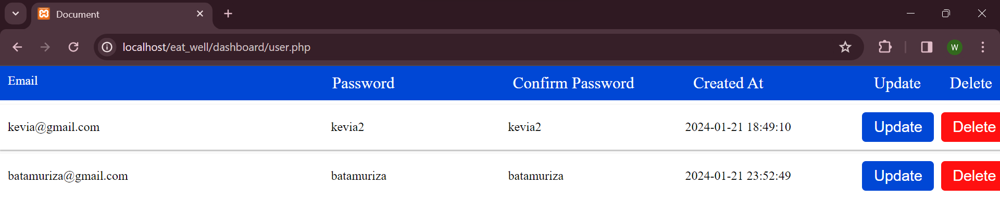 Document
localhost/eat_well/dashboard/user.php
W
Email Password Confirm Password Created At Update Delete
kevia@gmail.com kevia2 kevia2 2024-01-21 18:49:10 Update Delete
batamuriza@gmail.com batamuriza batamuriza 2024-01-21 23:52:49 Update Delete